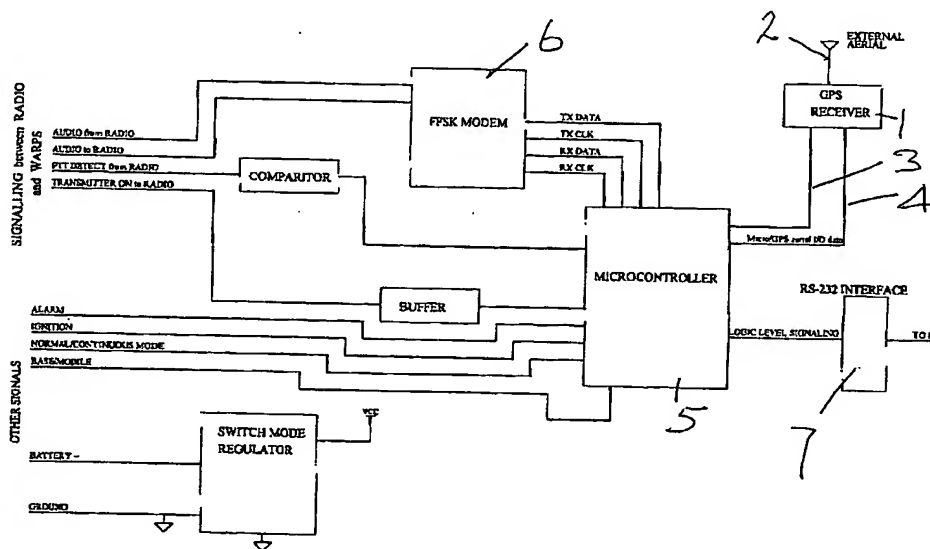 6
2
EXTERNAL
AERIAL
SIGNALLING between RADIO
and WARPS
FFSK MODEM
GPS
RECEIVER
1
AUDIO from RADIO
AUDIO to RADIO
PTT DETECT from RADIO
TRANSMITTER ON to RADIO
TX DATA
TX CLK
RX DATA
RX CLK
COMPARITOR
3
4
Micro/GPS serial I/O data
MICROCONTROLLER
BUFFER
RS-232 INTERFACE
ALARM
IGNITION
NORMAL/CONTINUOUS MODE
BASE/MOBILE
LOGIC LEVEL SIGNALING
TO
OTHER SIGNALS
5
7
VCC
SWITCH MODE
REGULATOR
BATTERY -
GROUND